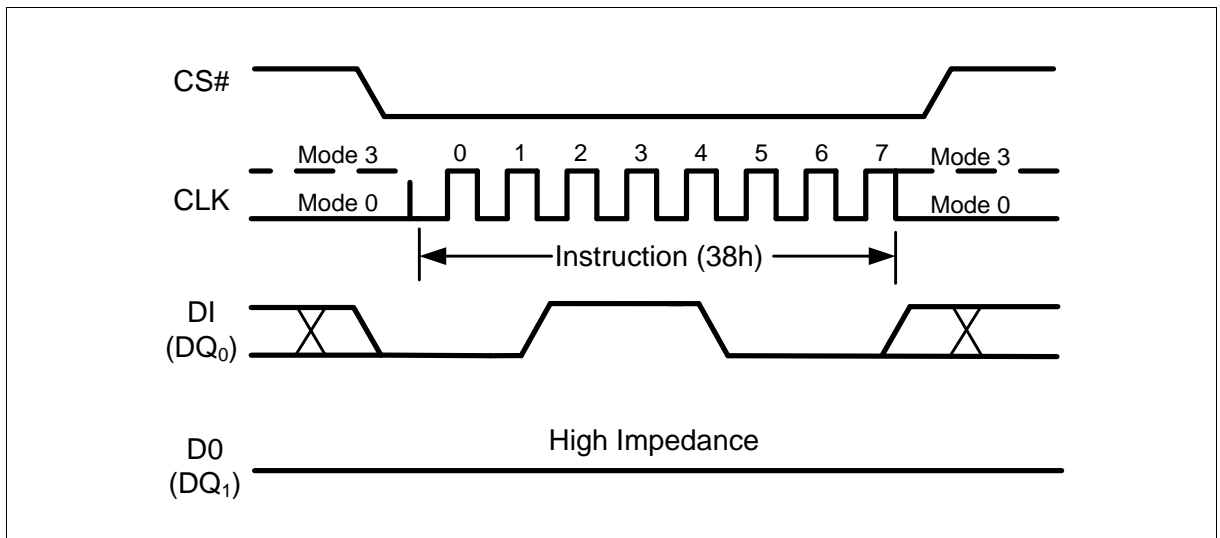 CS#
Mode 3 0 1 2 3 4 5 6 7 Mode 3
CLK
Mode 0 Mode 0
Instruction (38h)
DI
(DQ0)
High Impedance
D0
(DQ1)